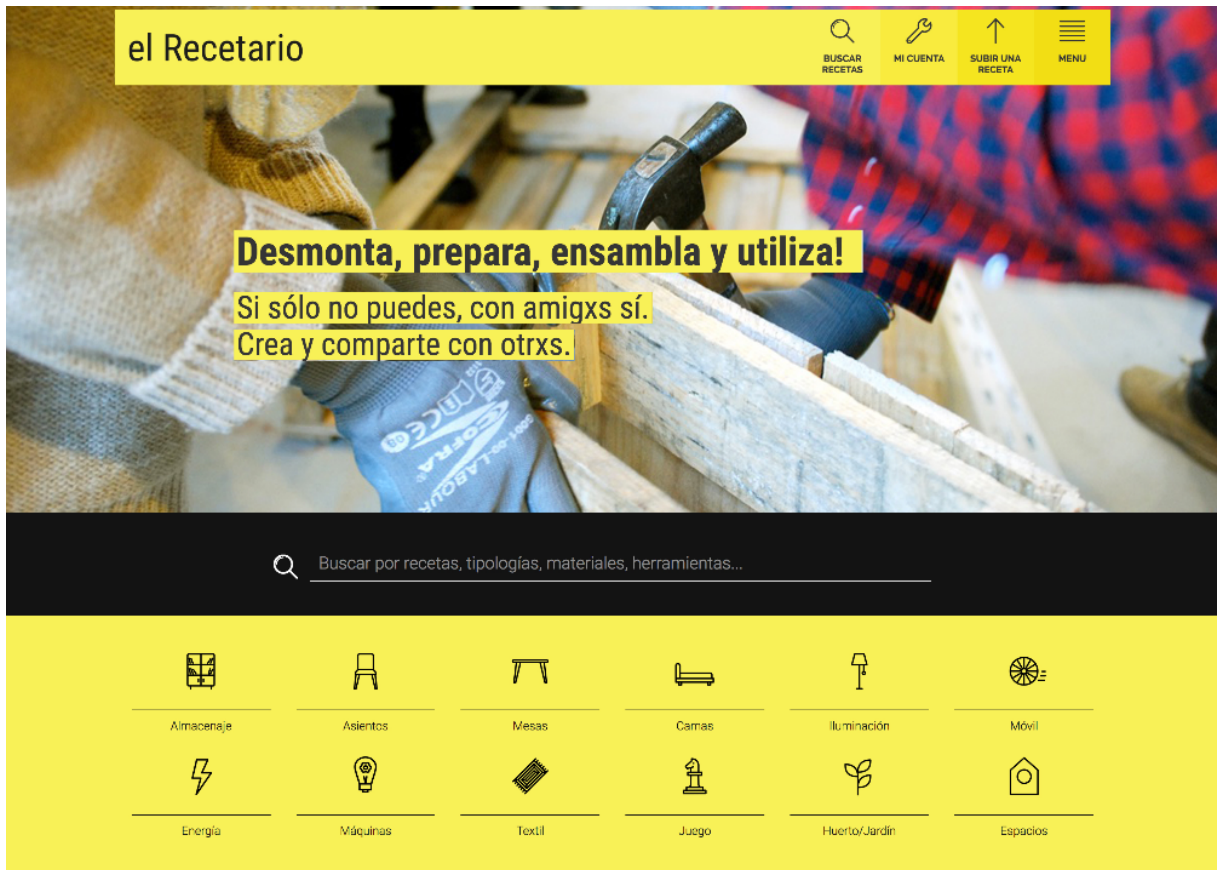 el Recetario
BUSCAR
RECETAS
MI CUENTA
SUBIR UNA
RECETA
MENU
Desmonta, prepara, ensambla y utiliza!
Si sólo no puedes, con amigxs sí.
Crea y comparte con otrxs.
COFRA
Buscar por recetas, tipologías, materiales, herramientas...
Almacenaje
Asientos
Mesas
Camas
Iluminación
Móvil
Energía
Máquinas
Textil
Juego
Huerto/Jardín
Espacios